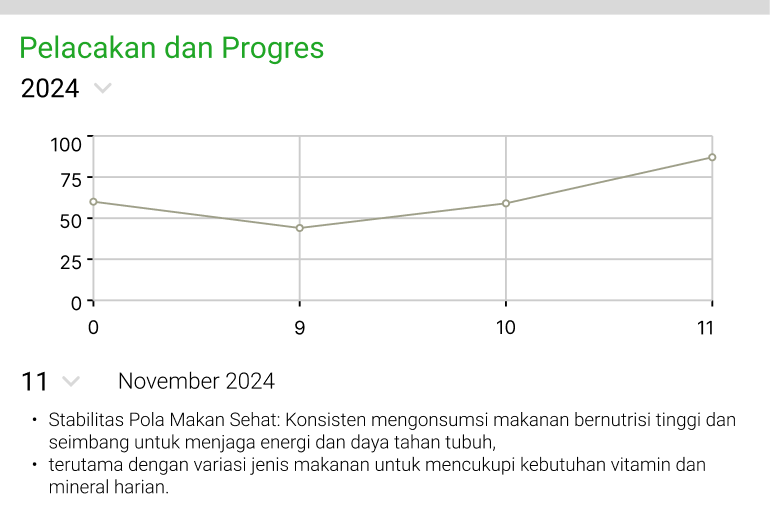 Pelacakan dan Progres
2024
100
75
50
25
0
0 9 10 11
11 November 2024
• Stabilitas Pola Makan Sehat: Konsisten mengonsumsi makanan bernutrisi tinggi dan
seimbang untuk menjaga energi dan daya tahan tubuh,
• terutama dengan variasi jenis makanan untuk mencukupi kebutuhan vitamin dan
mineral harian.